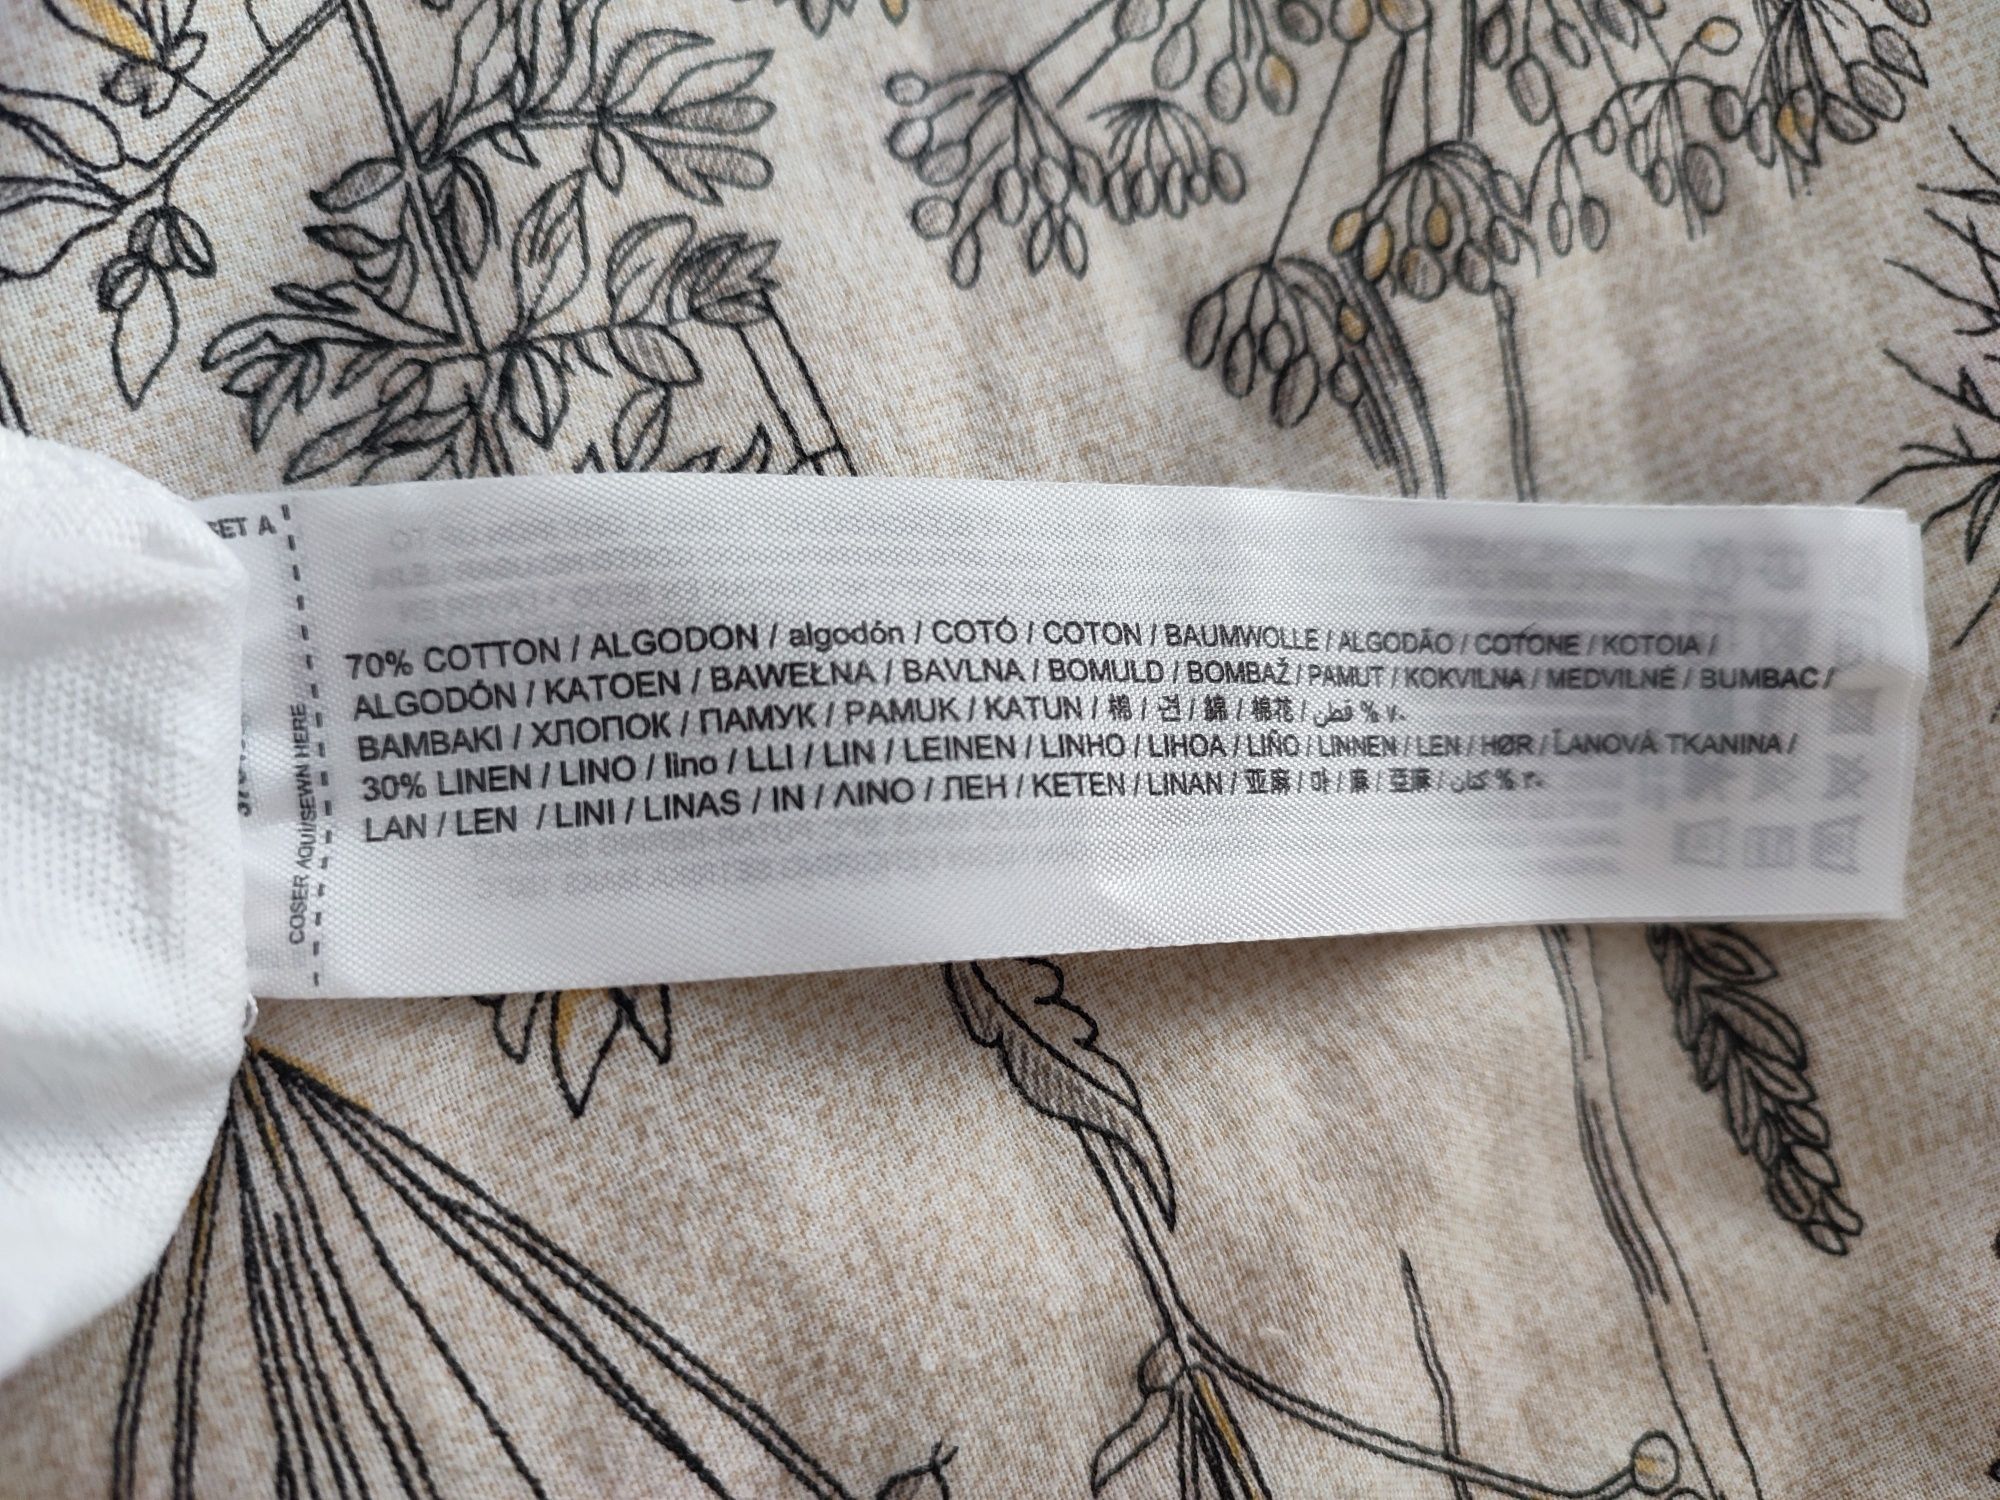 70% COTTON / ALGODON / algodón / COTÓ / COTON / BAUMWOLLE / ALGODÃO / COTONE / KOTOIA /
ALGODÓN / KATOEN / BAWEŁNA / BAVLNA / BOMULD / BOMBAŽ / PAMUT / KOKVILNA / MEDVILNĖ / BUMBAC /
BAMBAKI / ХЛОПОК / ПАМУК / PAMUK / KATUN / 棉 / 면 / 綿 / 棉花 / قطن % ٧٠
30% LINEN / LINO / lino / LLI / LIN / LEINEN / LINHO / LIHOA / LIÑO / LINNEN / LEN / HØR / ĽANOVÁ TKANINA /
LAN / LEN / LINI / LINAS / IN / ΛINO / ЛЕН / KETEN / LINAN / 亚麻 / 마 / 麻 / 亞麻 / كتان % ٣٠
COSER AQUI/SEWN HERE